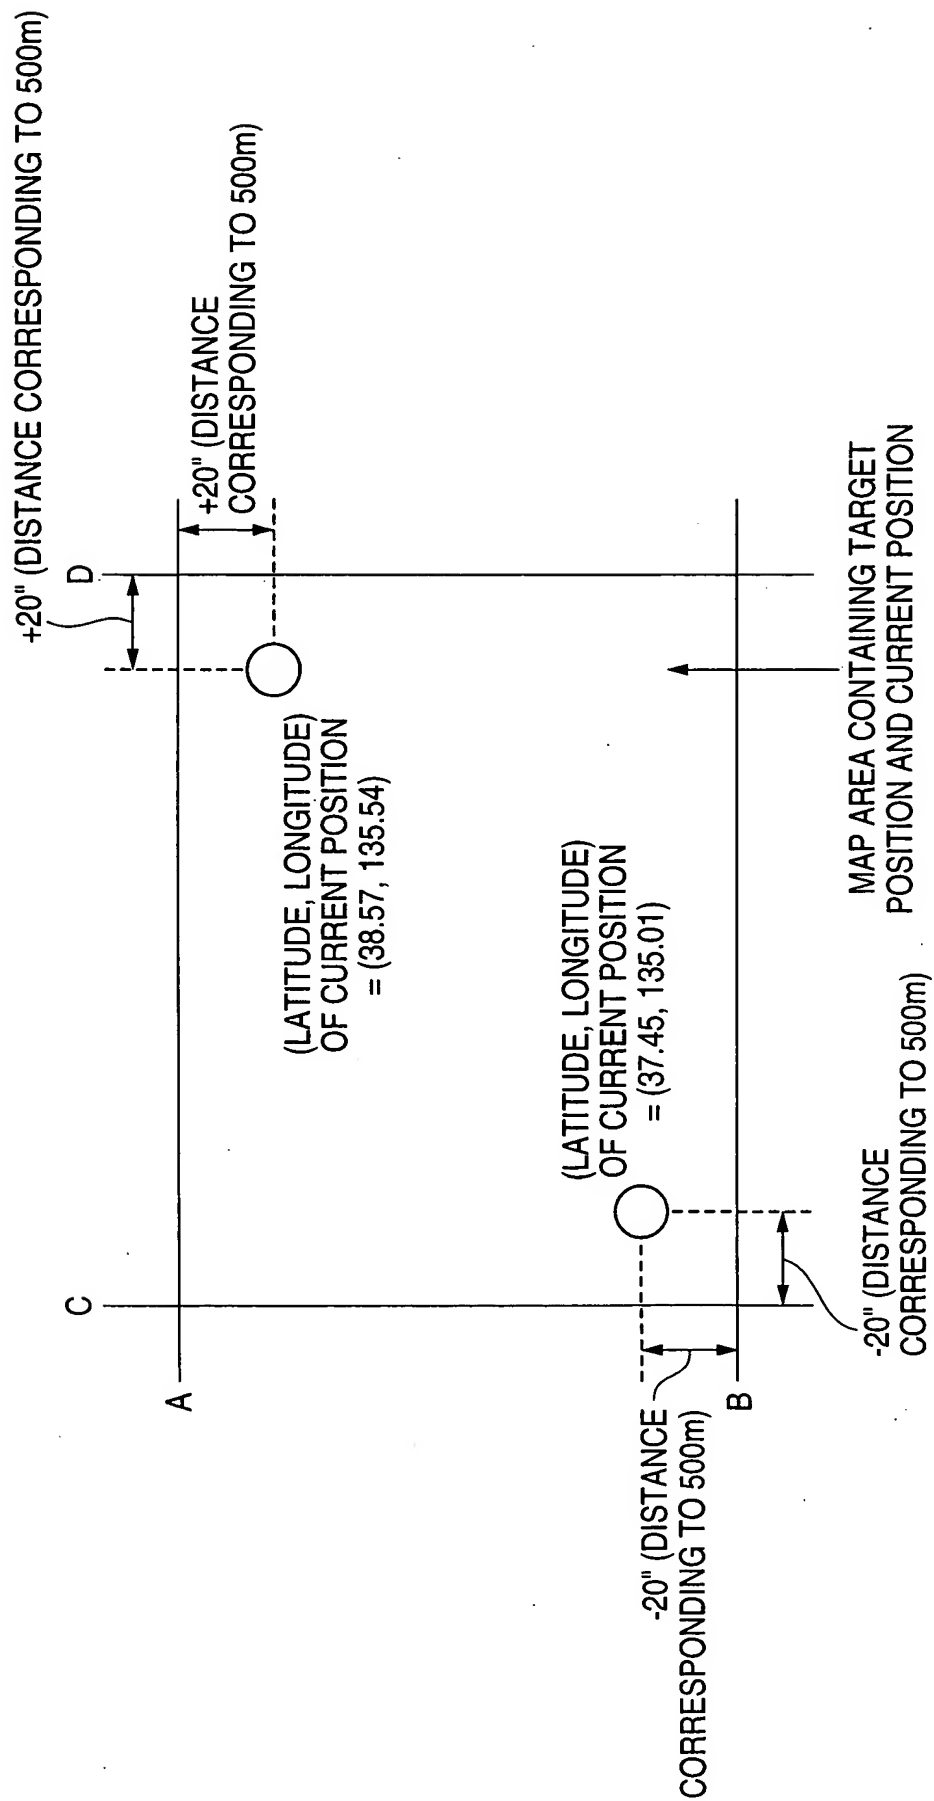 +20" (DISTANCE CORRESPONDING TO 500m)
D
+20" (DISTANCE
CORRESPONDING TO 500m)
C
A
(LATITUDE, LONGITUDE)
OF CURRENT POSITION
= (38.57, 135.54)
(LATITUDE, LONGITUDE)
OF CURRENT POSITION
= (37.45, 135.01)
-20" (DISTANCE
CORRESPONDING TO 500m)
B
-20" (DISTANCE
CORRESPONDING TO 500m)
MAP AREA CONTAINING TARGET
POSITION AND CURRENT POSITION